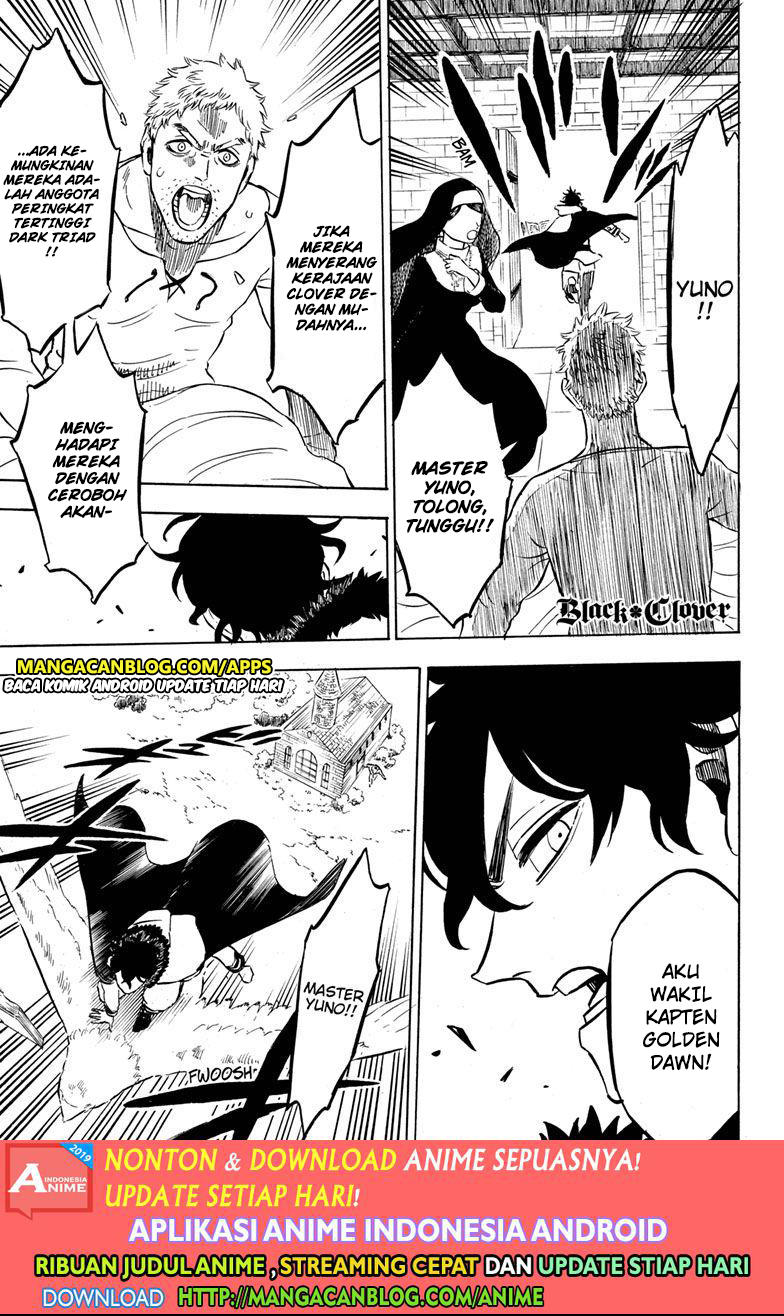 YUNO
!!
BAM
MASTER
YUNO,
TOLONG,
TUNGGU!!
JIKA
MEREKA
MENYERANG
KERAJAAN
CLOVER DE-
NGAN MU-
DAHNYA...
...ADA KE-
MUNGKINAN
MEREKA ADA-
LAH ANGGOTA
PERINGKAT
TERTINGGI
DARK TRIAD
!!
MENG-
HADAPI
MEREKA
DENGAN
CEROBOH
AKAN-
Black Clover
AKU
WAKIL
KAPTEN
GOLDEN
DAWN!
MANGACANBLOG.COM/APPS
BACA KOMIK ANDROID UPDATE TIAP HARI
MASTER
YUNO!!
FWOOSH
2019
A INDONESIA
ANIME
NONTON & DOWNLOAD ANIME SEPUASNYA!
UPDATE SETIAP HARI!
APLIKASI ANIME INDONESIA ANDROID
RIBUAN JUDUL ANIME , STREAMING CEPAT DAN UPDATE STIAP HARI
DOWNLOAD HTTP://MANGACANBLOG.COM/ANIME